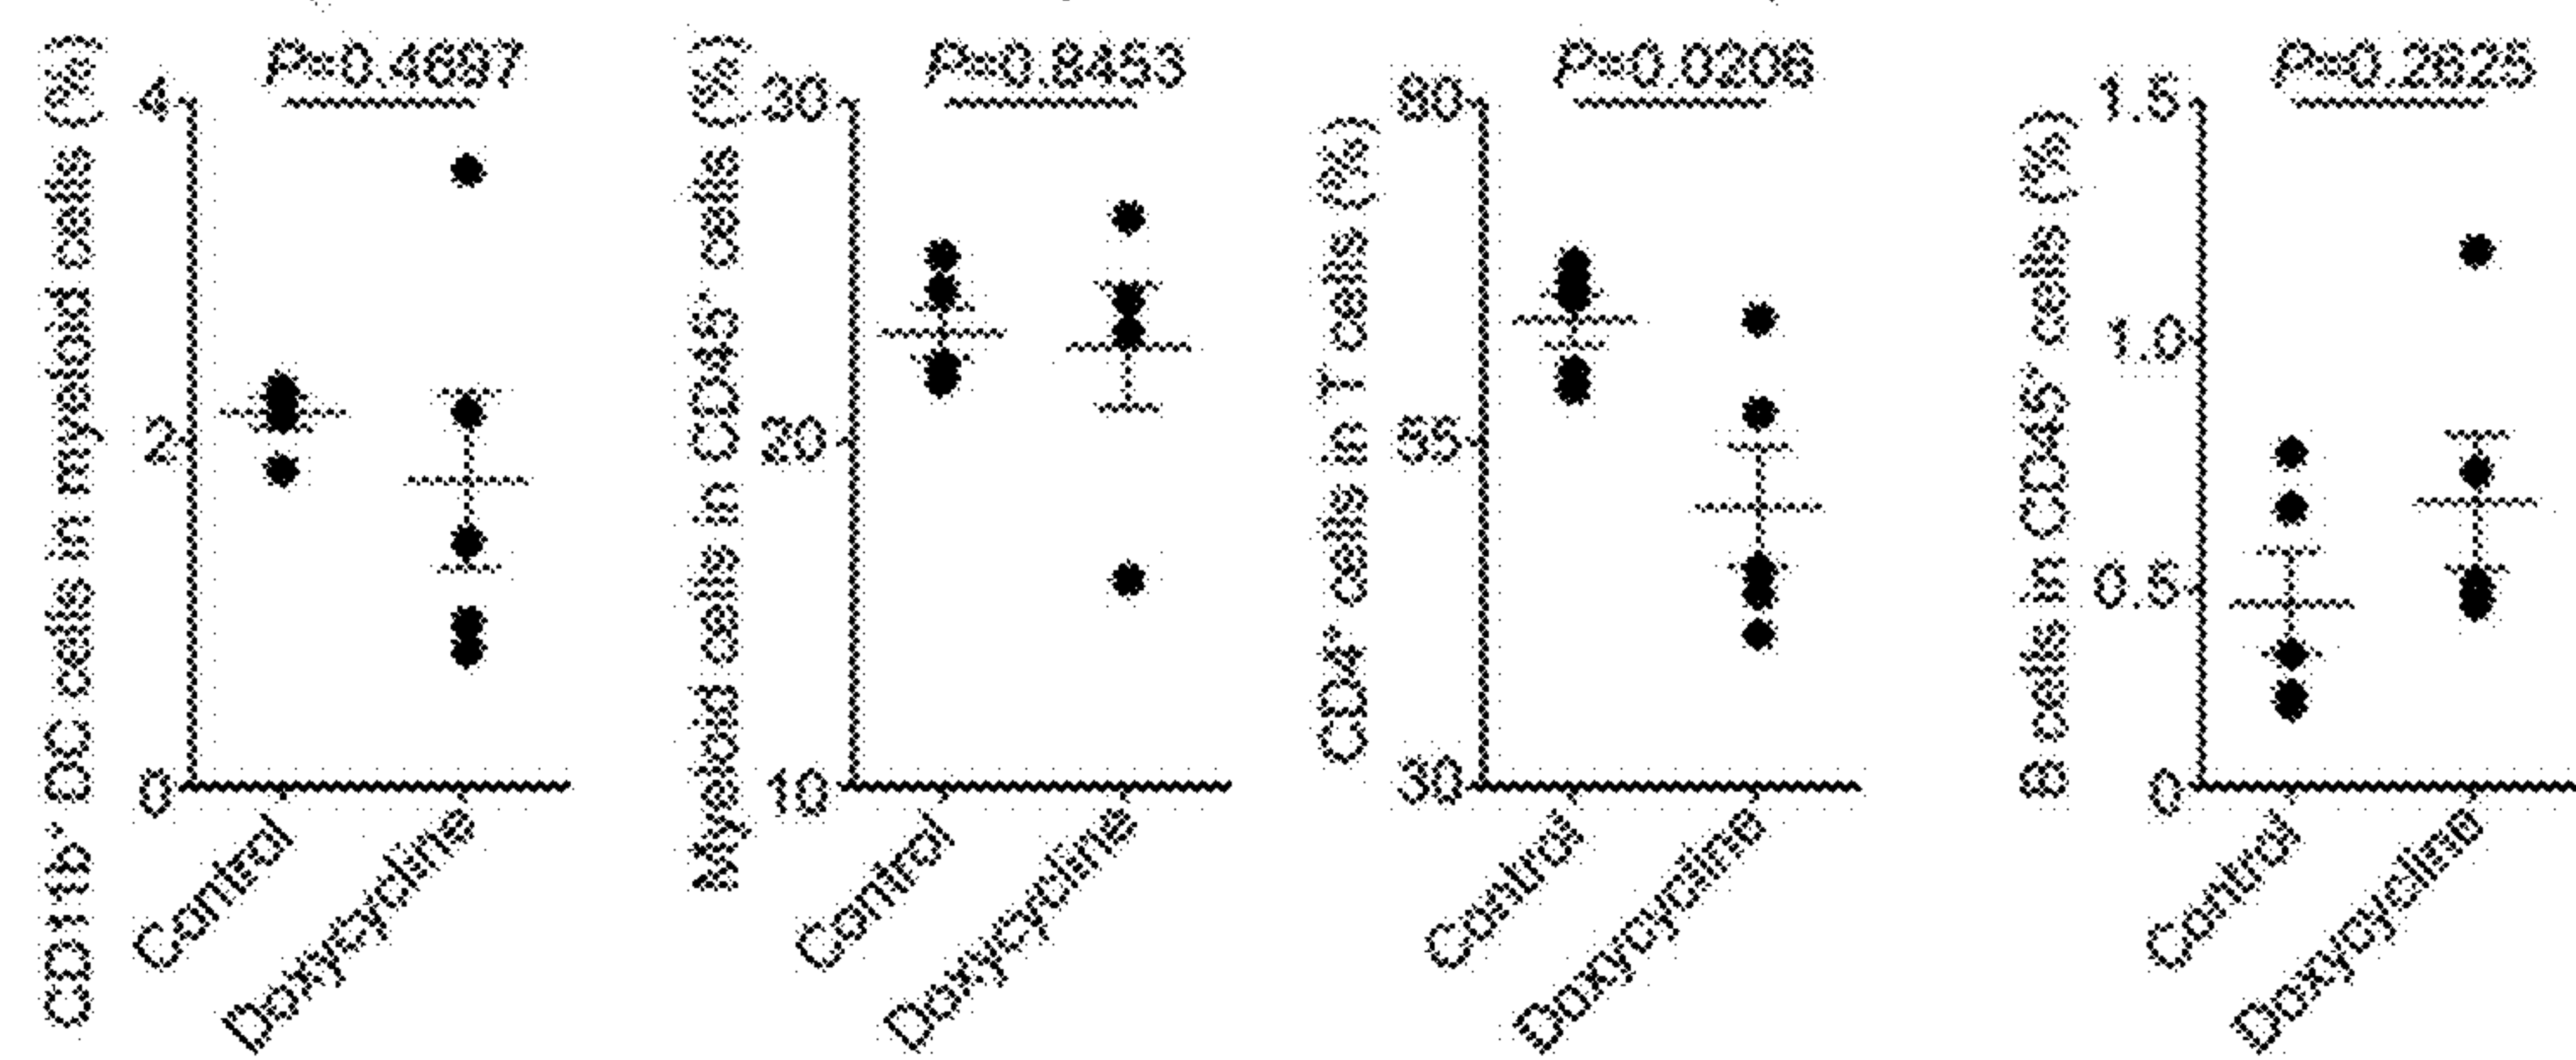 CD11b⁺ DC cells in myeloid cells (%)
P=0.4697
4
2
0
Control
Doxycycline
Myeloid cells in CD45⁺ cells (%)
P=0.8453
30
20
10
Control
Doxycycline
CD4⁺ cells in T cells (%)
P=0.0206
80
55
30
Control
Doxycycline
B cells in CD45⁺ cells (%)
P=0.2625
1.5
1.0
0.5
0
Control
Doxycycline